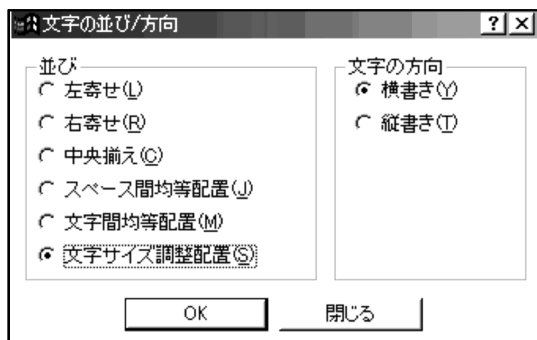 文字の並び/方向
並び
左寄せ(L)
右寄せ(R)
中央揃え(C)
スペース間均等配置(J)
文字間均等配置(M)
文字サイズ調整配置(S)
文字の方向
横書き(Y)
縦書き(T)
OK
閉じる